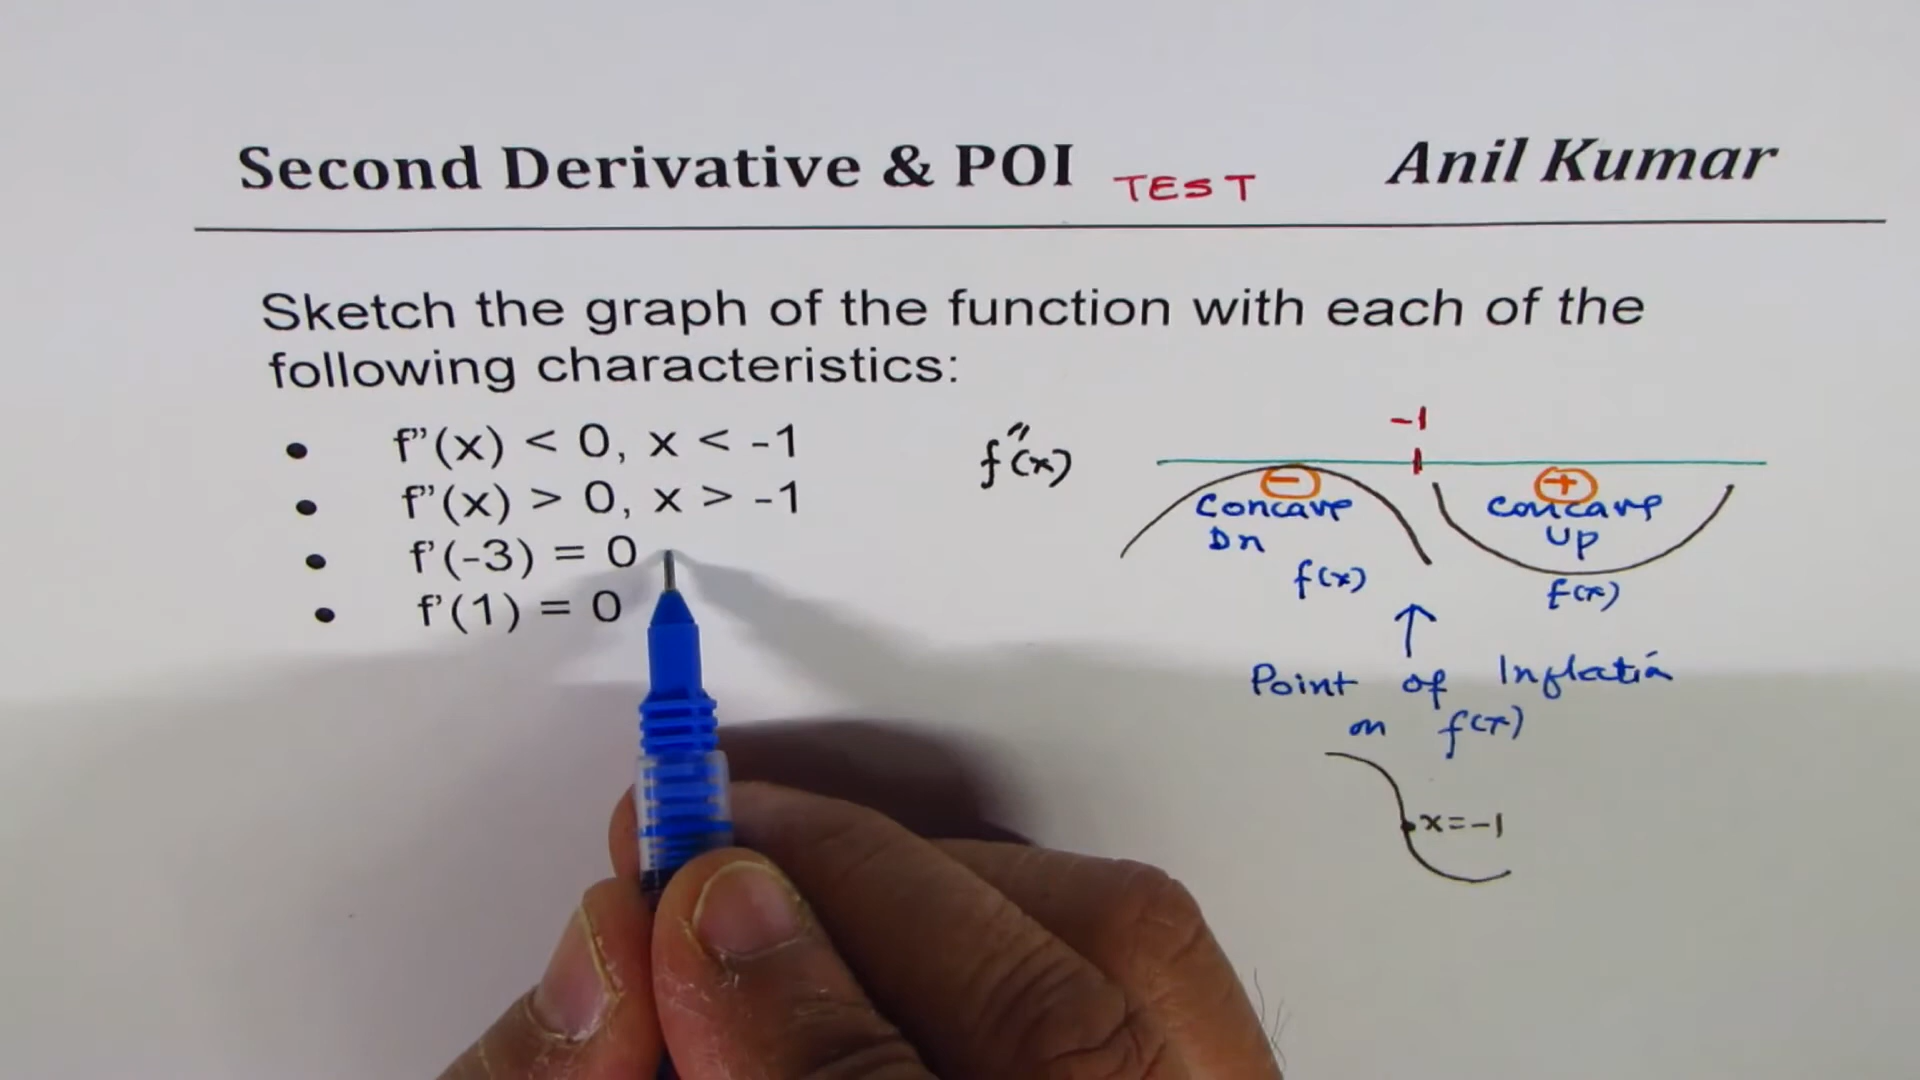 Second Derivative & POI TEST Anil Kumar
Sketch the graph of the function with each of the
following characteristics:
• f"(x) < 0, x < -1
• f"(x) > 0, x > -1
• f'(-3) = 0
• f'(1) = 0
f"(x)
-1
- +
Concave Concave
Dn Up
f(x) f(x)
↑
Point of Inflection
on f(x)
x=-1